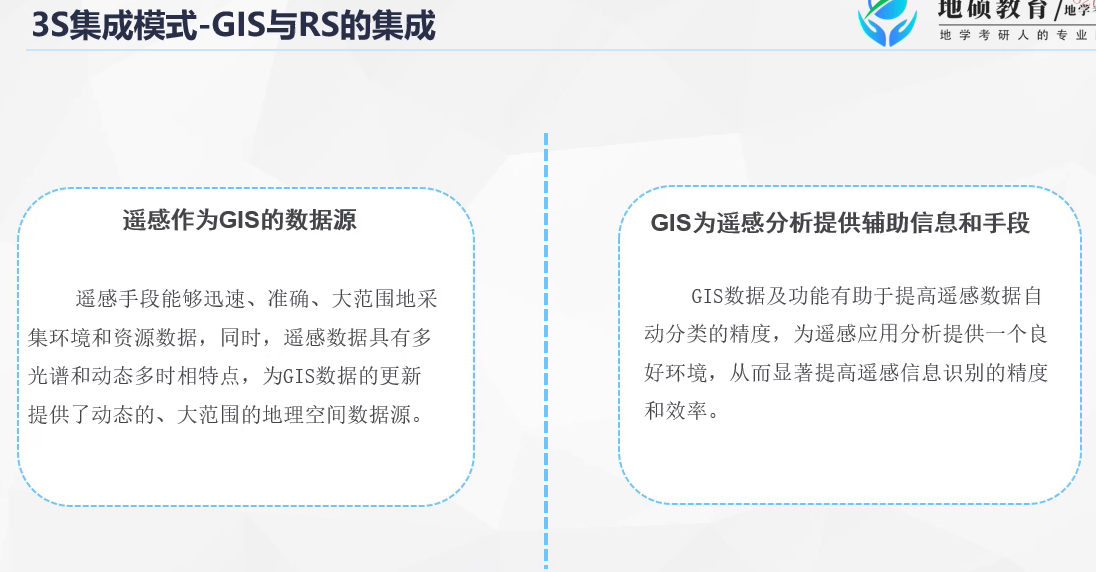 3S集成模式-GIS与RS的集成
地硕教育/地学
地学考研人的专业
遥感作为GIS的数据源
遥感手段能够迅速、准确、大范围地采
集环境和资源数据，同时，遥感数据具有多
光谱和动态多时相特点，为GIS数据的更新
提供了动态的、大范围的地理空间数据源。
GIS为遥感分析提供辅助信息和手段
GIS数据及功能有助于提高遥感数据自
动分类的精度，为遥感应用分析提供一个良
好环境，从而显著提高遥感信息识别的精度
和效率。